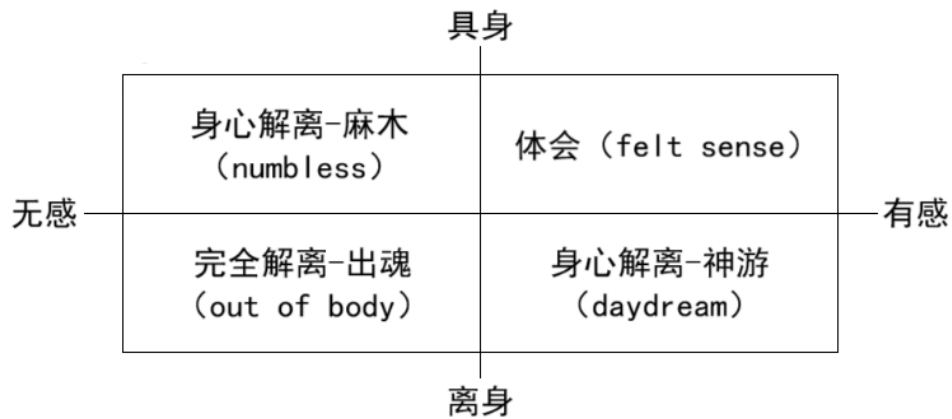 具身
身心解离-麻木
（numbless）
体会（felt sense）
无感
有感
完全解离-出魂
（out of body）
身心解离-神游
（daydream）
离身